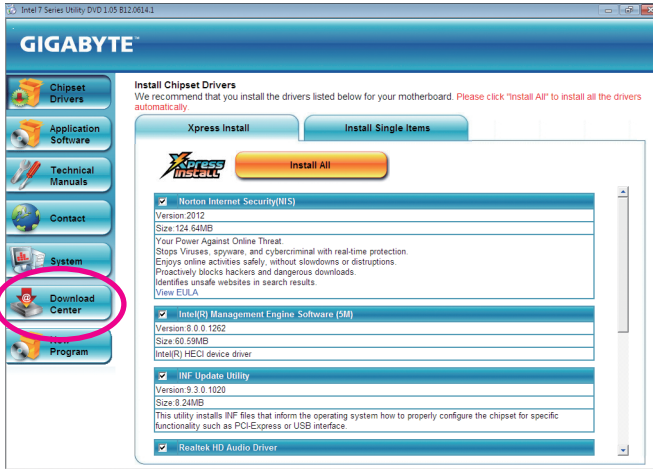 Intel 7 Series Utility DVD 1.05 B12.0614.1
GIGABYTE™
Chipset
Drivers
Application
Software
Technical
Manuals
Contact
System
Download
Center
New
Program
Install Chipset Drivers
We recommend that you install the drivers listed below for your motherboard. Please click "Install All" to install all the drivers
automatically.
Xpress Install
Install Single Items
Xpress
Install
Install All
Norton Internet Security(NIS)
Version:2012
Size:124.64MB
Your Power Against Online Threat.
Stops Viruses, spyware, and cybercriminal with real-time protection.
Enjoys online activities safely, without slowdowns or distruptions.
Proactively blocks hackers and dangerous downloads.
Identifies unsafe websites in search results.
View EULA
Intel(R) Management Engine Software (5M)
Version:8.0.0.1262
Size:60.59MB
Intel(R) HECI device driver
INF Update Utility
Version:9.3.0.1020
Size:8.24MB
This utility installs INF files that inform the operating system how to properly configure the chipset for specific
functionality such as PCI-Express or USB interface.
Realtek HD Audio Driver